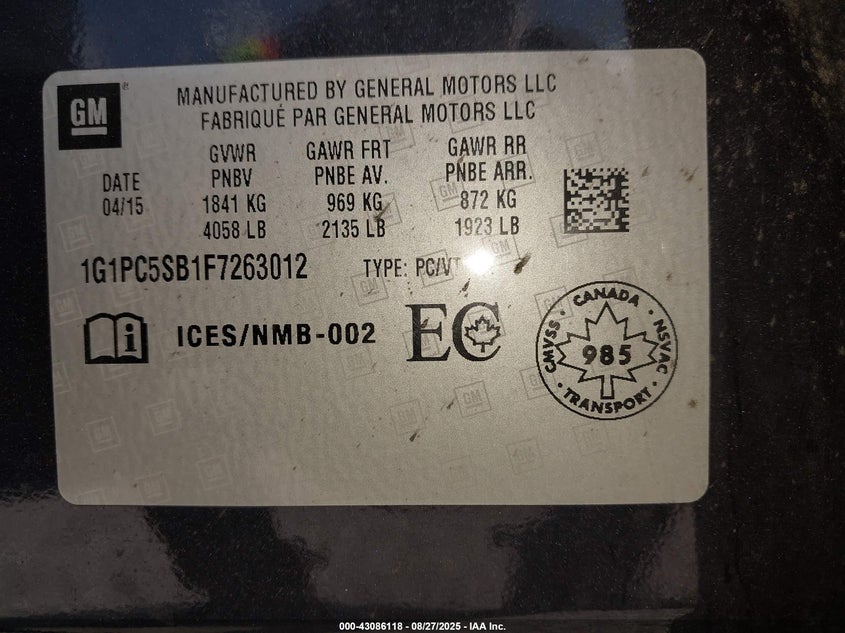 GM
MANUFACTURED BY GENERAL MOTORS LLC
FABRIQUÉ PAR GENERAL MOTORS LLC
DATE
04/15
GVWR
PNBV
1841 KG
4058 LB
GAWR FRT
PNBE AV.
969 KG
2135 LB
GAWR RR
PNBE ARR.
872 KG
1923 LB
1G1PC5SB1F7263012
TYPE:
ICES/NMB-002
EC
CANADA
CMVSS · NSVAC
985
· TRANSPORT ·
000-43086118 - 08/27/2025 - IAA Inc.